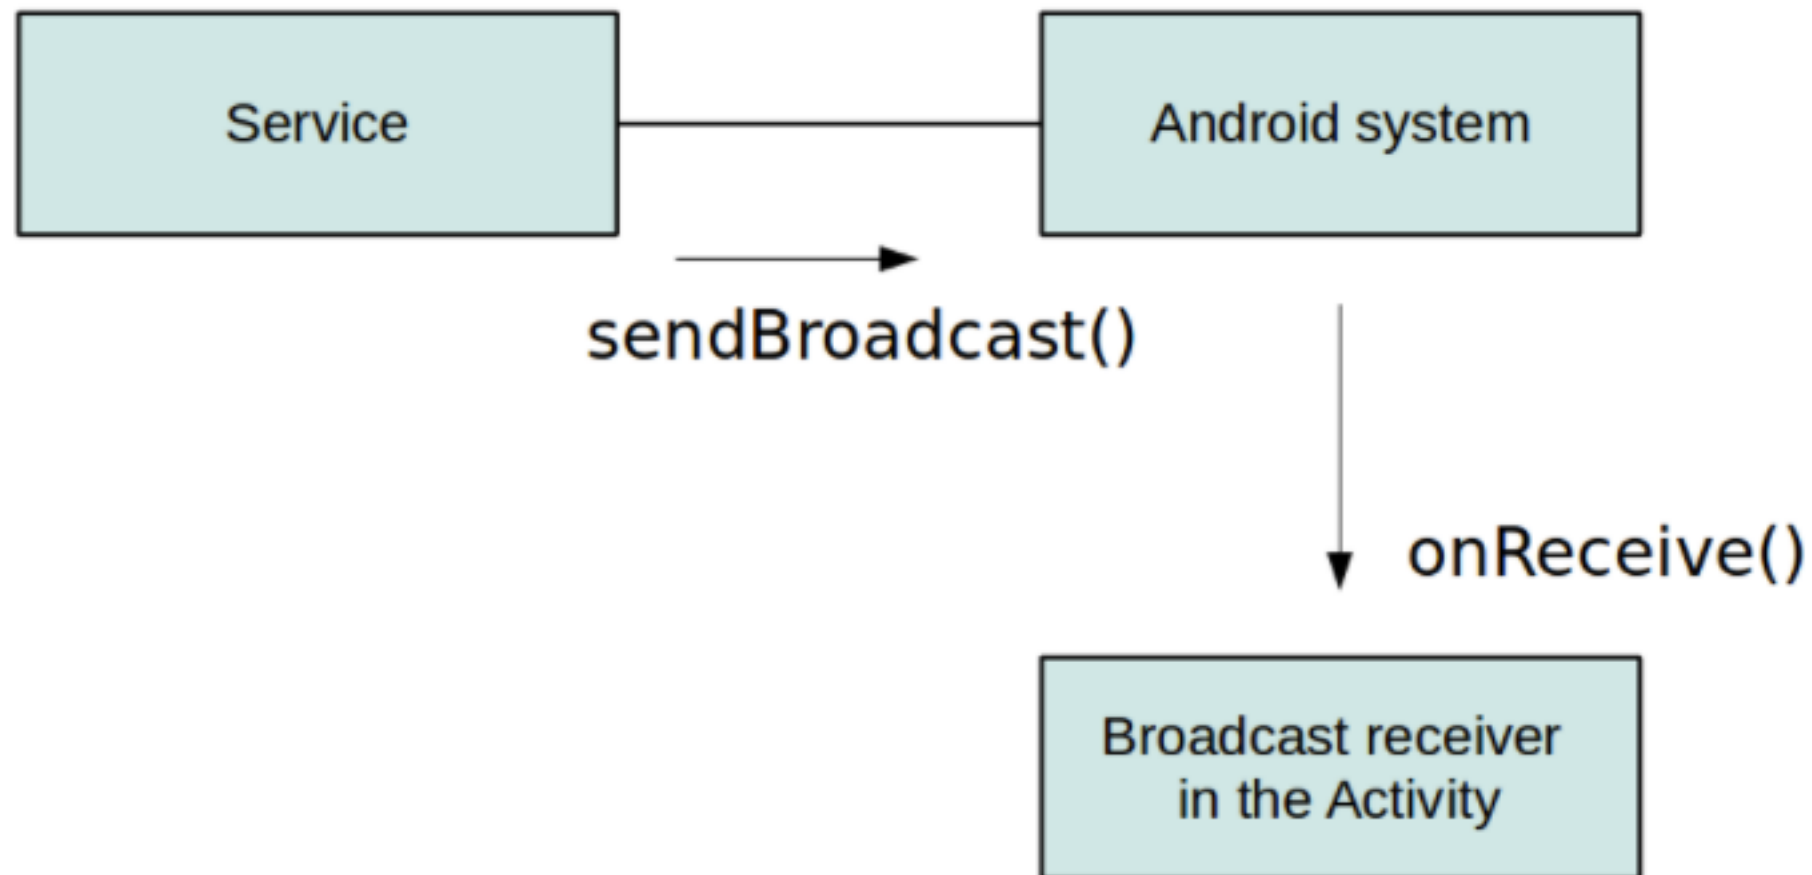 Service
Android system
sendBroadcast()
onReceive()
Broadcast receiver
in the Activity